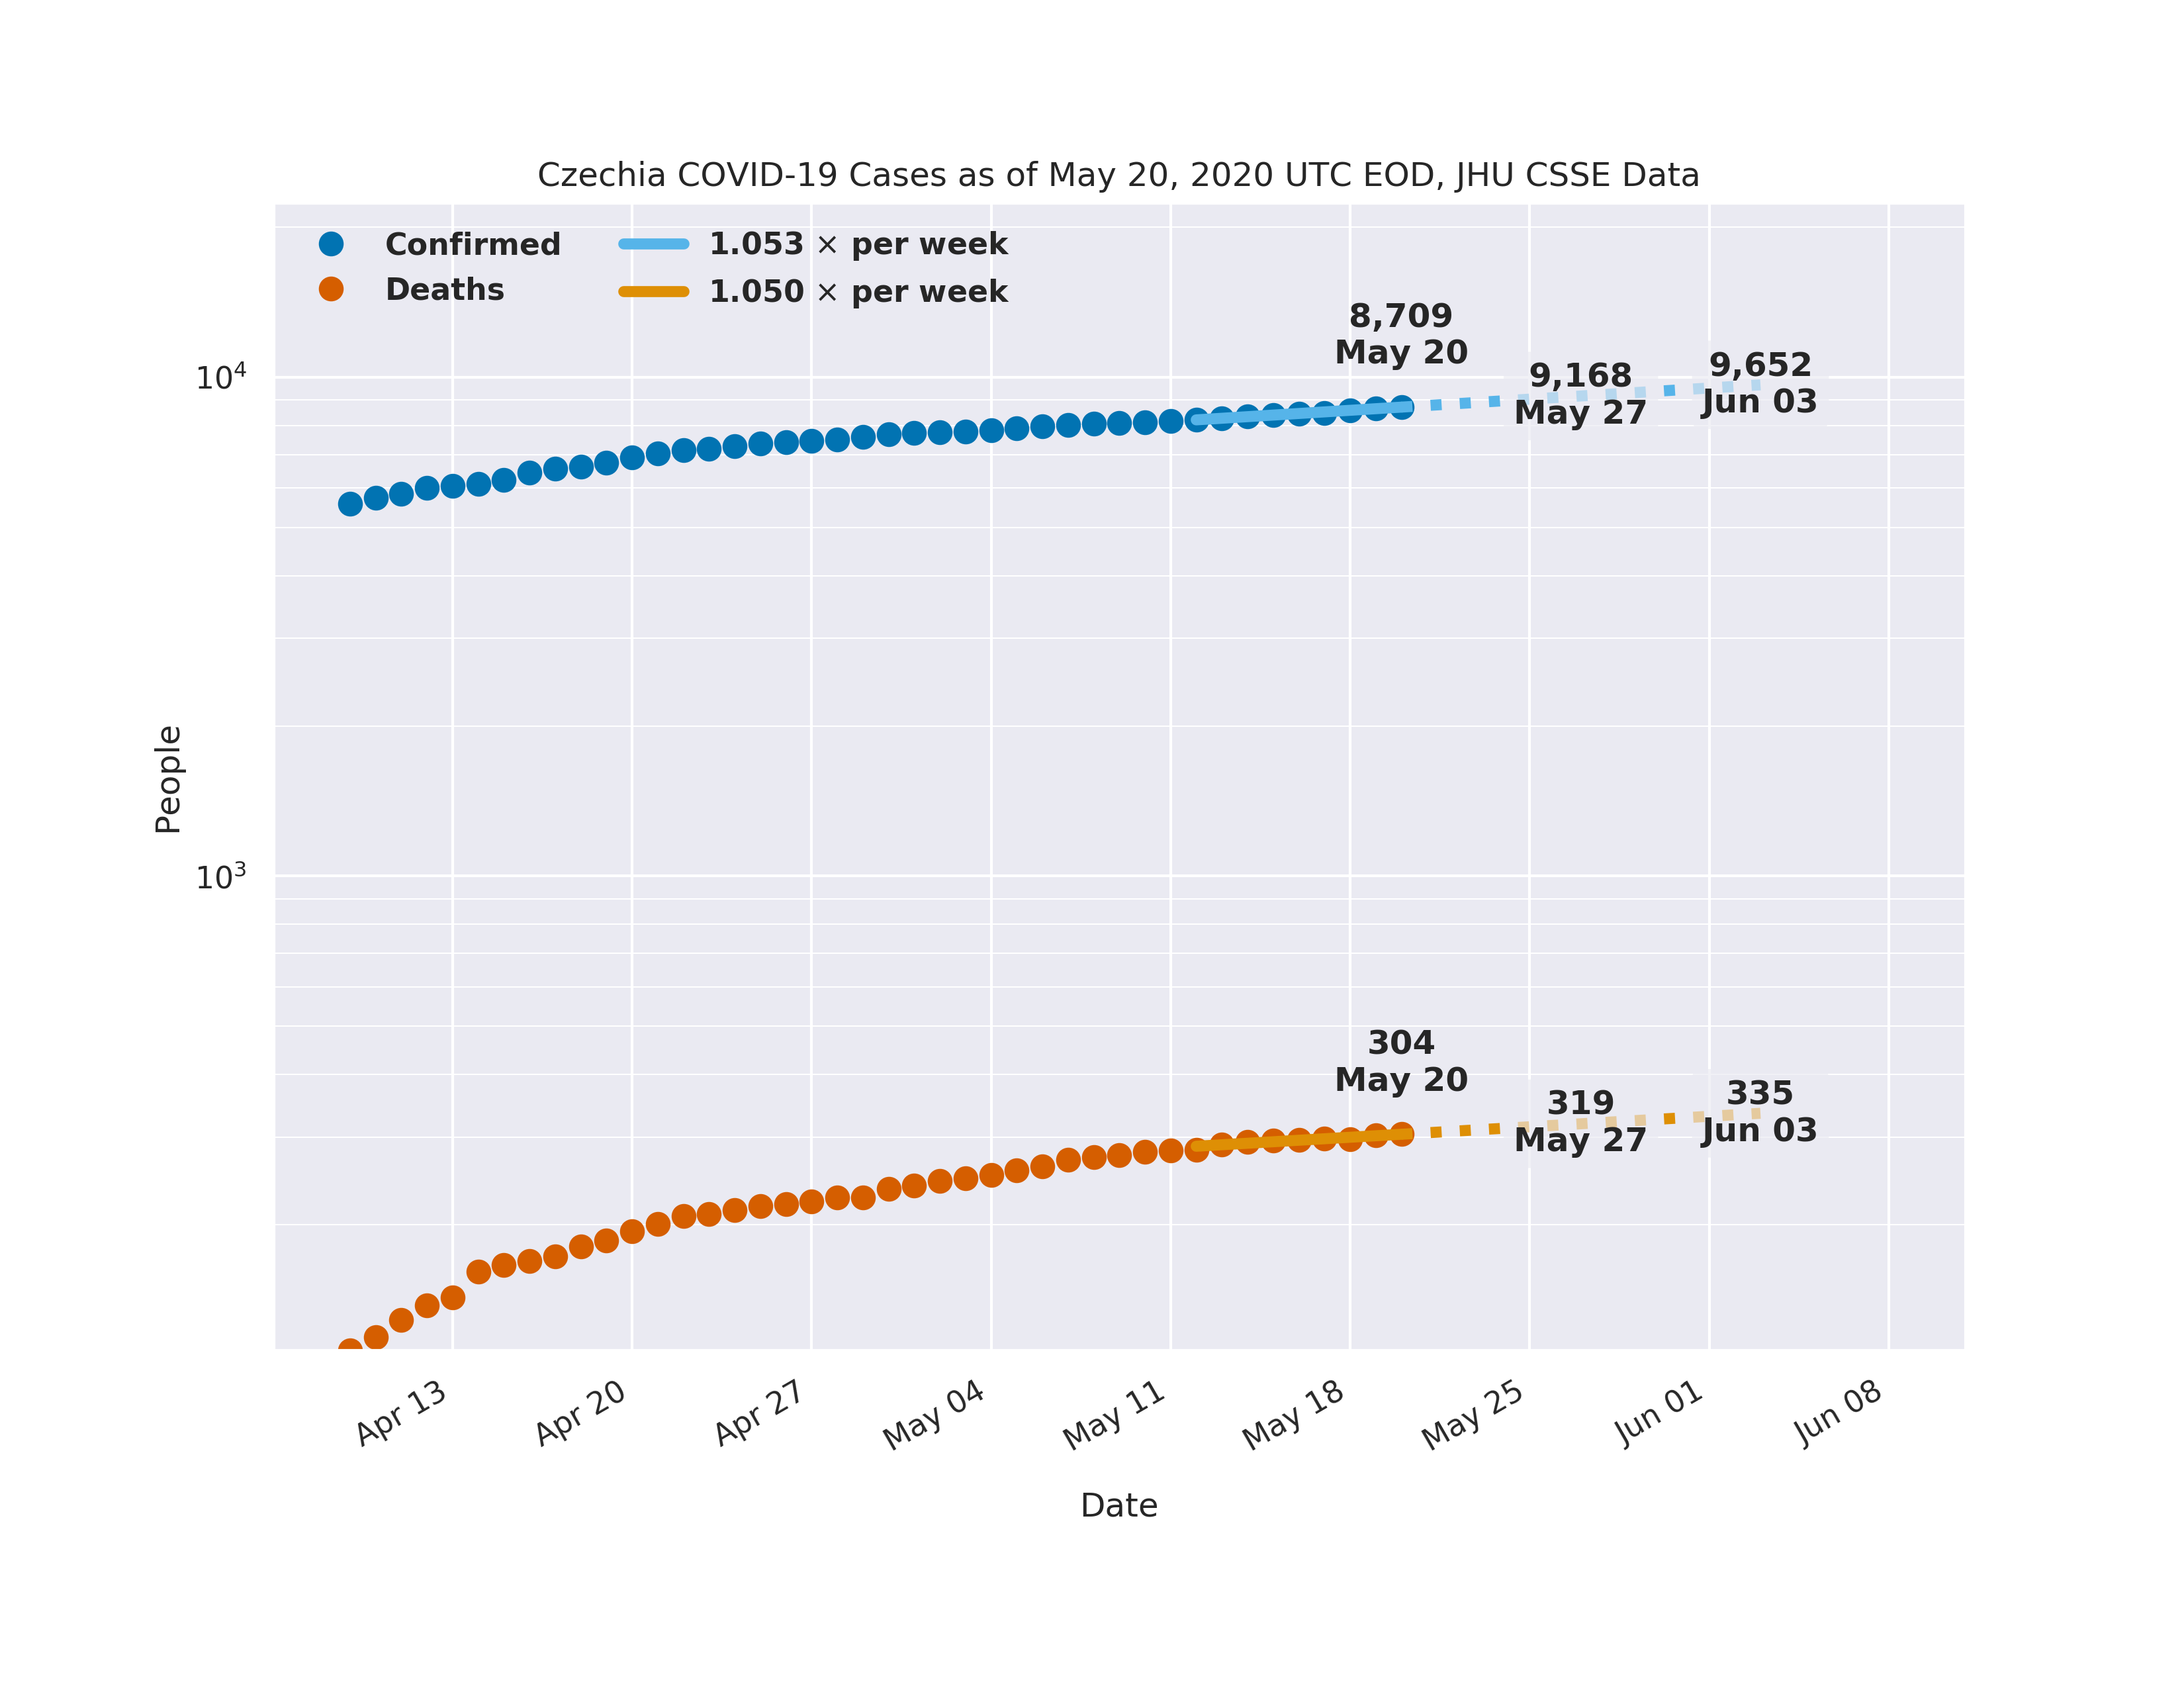 Czechia COVID-19 Cases as of May 20, 2020 UTC EOD, JHU CSSE Data
Confirmed
Deaths
1.053 × per week
1.050 × per week
8,709
May 20
9,168
May 27
9,652
Jun 03
304
May 20
319
May 27
335
Jun 03
People
10⁴
10³
Apr 13
Apr 20
Apr 27
May 04
May 11
May 18
May 25
Jun 01
Jun 08
Date